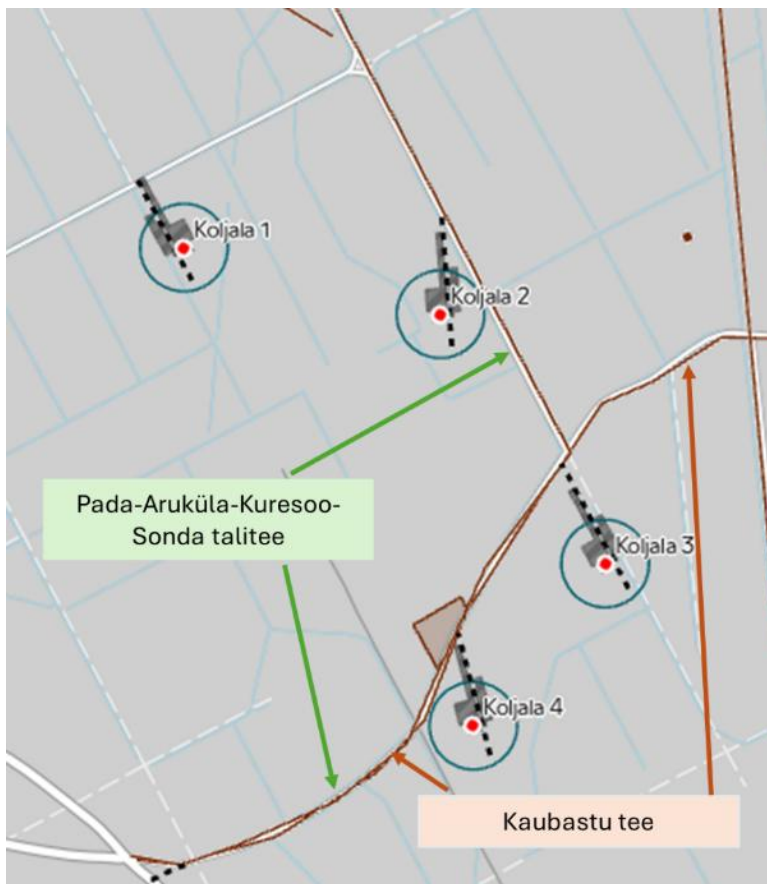 Koljala 1
Koljala 2
Pada-Aruküla-Kuresoo-
Sonda talitee
Koljala 3
Koljala 4
Kaubastu tee